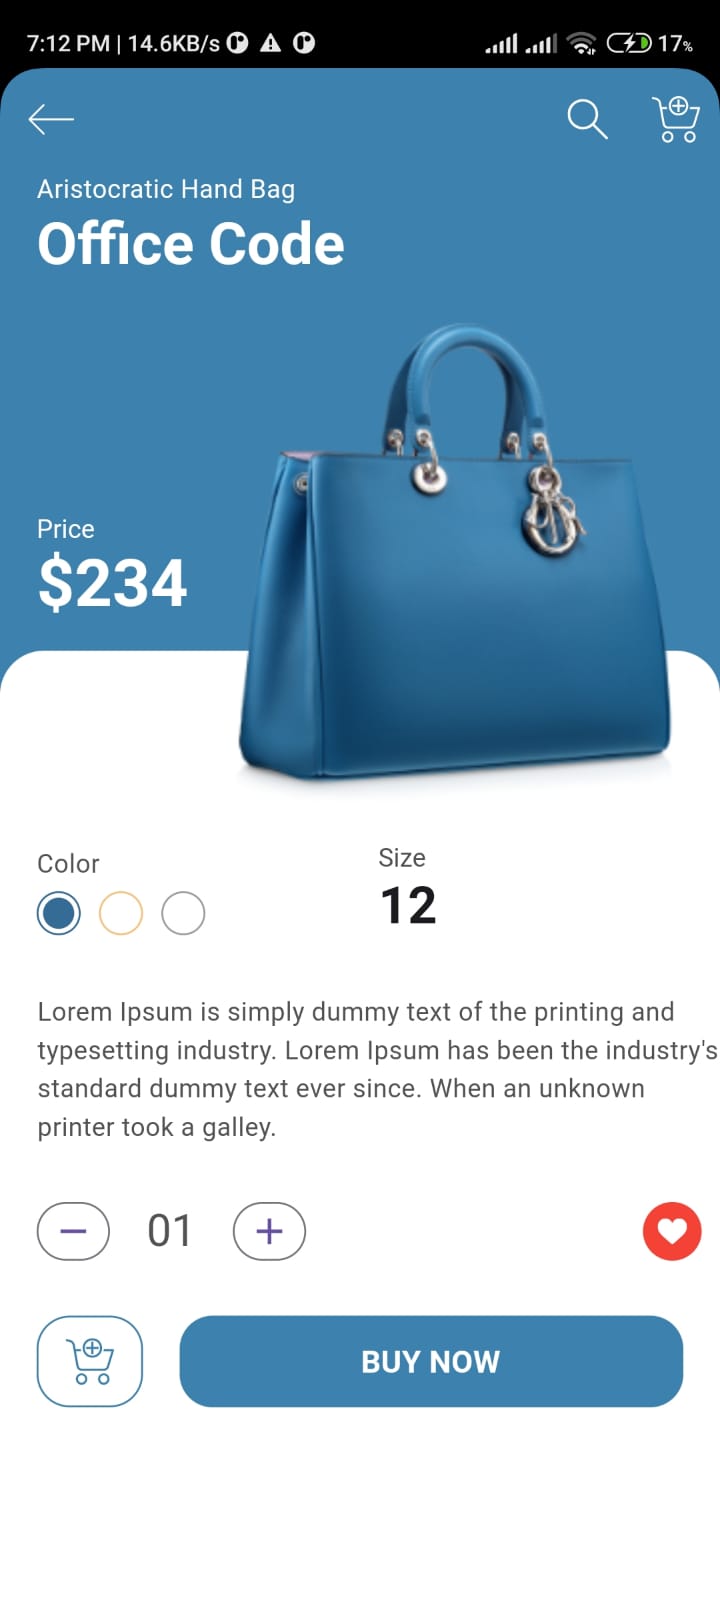 7:12 PM | 14.6KB/s 17%
Aristocratic Hand Bag
Office Code
Price
$234
Color
Size
12
Lorem Ipsum is simply dummy text of the printing and
typesetting industry. Lorem Ipsum has been the industry's
standard dummy text ever since. When an unknown
printer took a galley.
01
BUY NOW